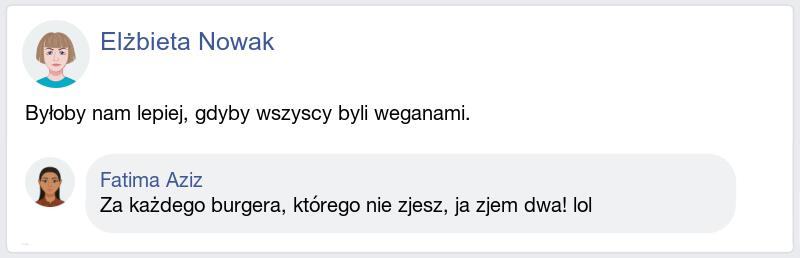 Elżbieta Nowak
Byłoby nam lepiej, gdyby wszyscy byli weganami.
Fatima Aziz
Za każdego burgera, którego nie zjesz, ja zjem dwa! lol